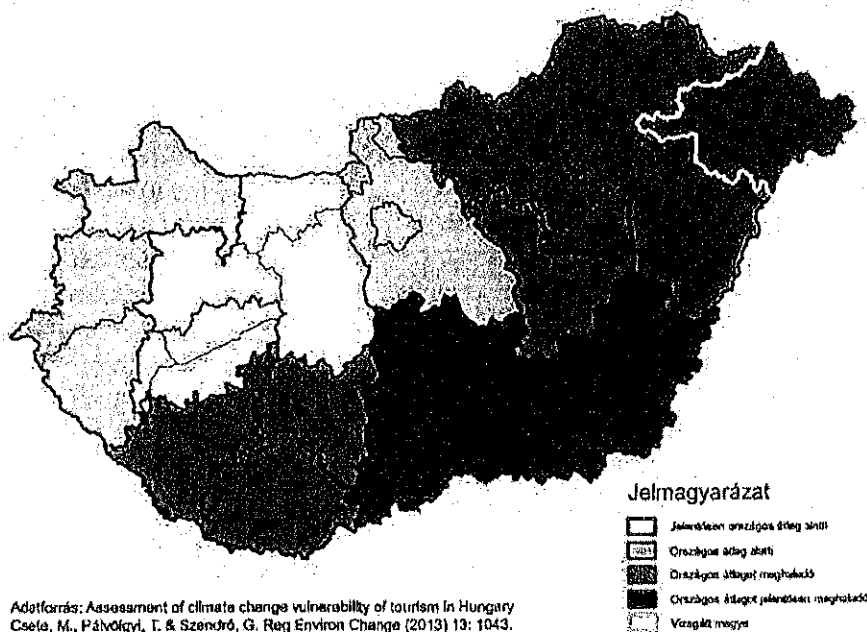 Jelmagyarázat
Jelentősen országos átlag alatti
Országos átlag alatti
Országos átlagot meghaladó
Országos átlagot jelentősen meghaladó
Vizsgált megye
Adatforrás: Assessment of climate change vulnerability of tourism in Hungary
Csete, M., Pálvölgyi, T. & Szendrő, G. Reg Environ Change (2013) 13: 1043.